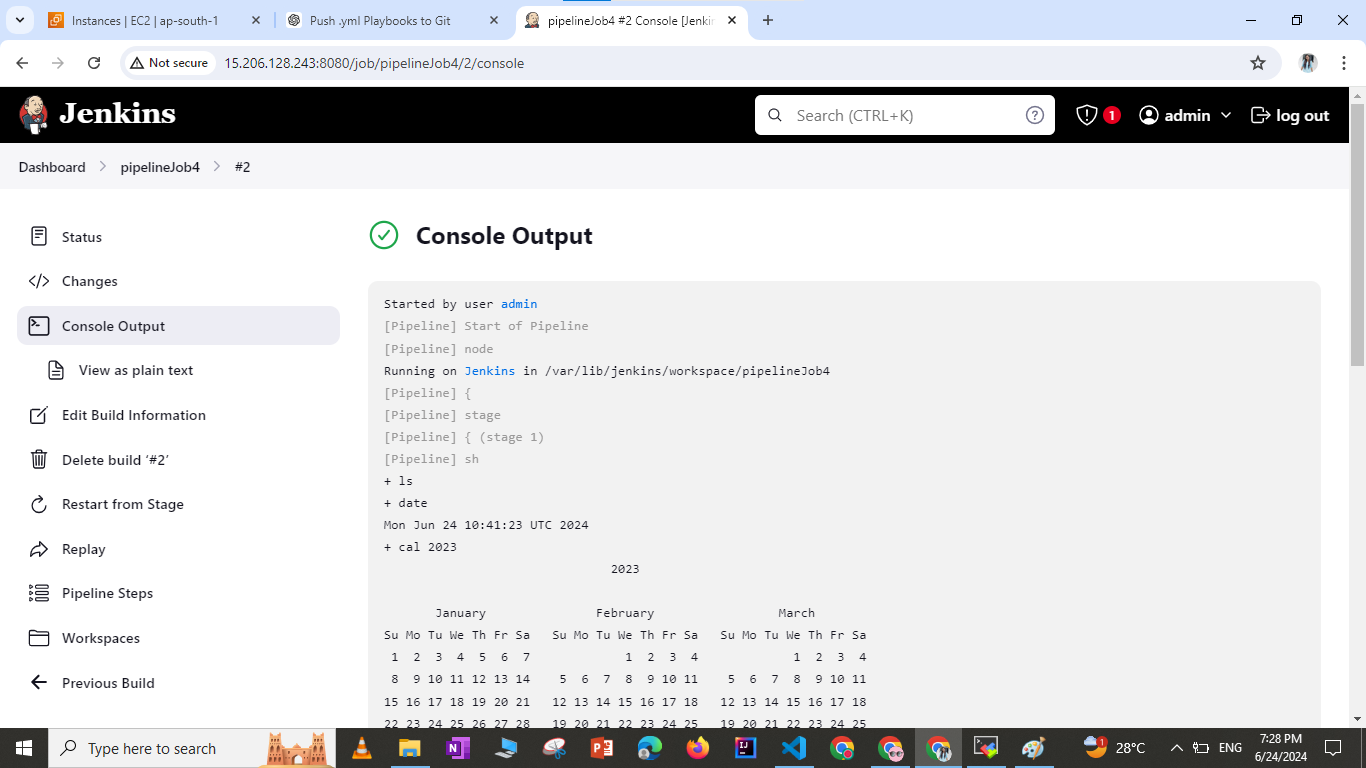 Instances | EC2 | ap-south-1
Push .yml Playbooks to Git
pipelineJob4 #2 Console [Jenkin
Not secure
15.206.128.243:8080/job/pipelineJob4/2/console
Jenkins
Search (CTRL+K)
1
admin
log out
Dashboard
pipelineJob4
#2
Status
Changes
Console Output
View as plain text
Edit Build Information
Delete build ‘#2’
Restart from Stage
Replay
Pipeline Steps
Workspaces
Previous Build
Console Output
Started by user admin
[Pipeline] Start of Pipeline
[Pipeline] node
Running on Jenkins in /var/lib/jenkins/workspace/pipelineJob4
[Pipeline] {
[Pipeline] stage
[Pipeline] { (stage 1)
[Pipeline] sh
+ ls
+ date
Mon Jun 24 10:41:23 UTC 2024
+ cal 2023
2023
January February March
Su Mo Tu We Th Fr Sa Su Mo Tu We Th Fr Sa Su Mo Tu We Th Fr Sa
1 2 3 4 5 6 7 1 2 3 4 1 2 3 4
8 9 10 11 12 13 14 5 6 7 8 9 10 11 5 6 7 8 9 10 11
15 16 17 18 19 20 21 12 13 14 15 16 17 18 12 13 14 15 16 17 18
22 23 24 25 26 27 28 19 20 21 22 23 24 25 19 20 21 22 23 24 25
Type here to search
1
28°C
ENG
7:28 PM
6/24/2024